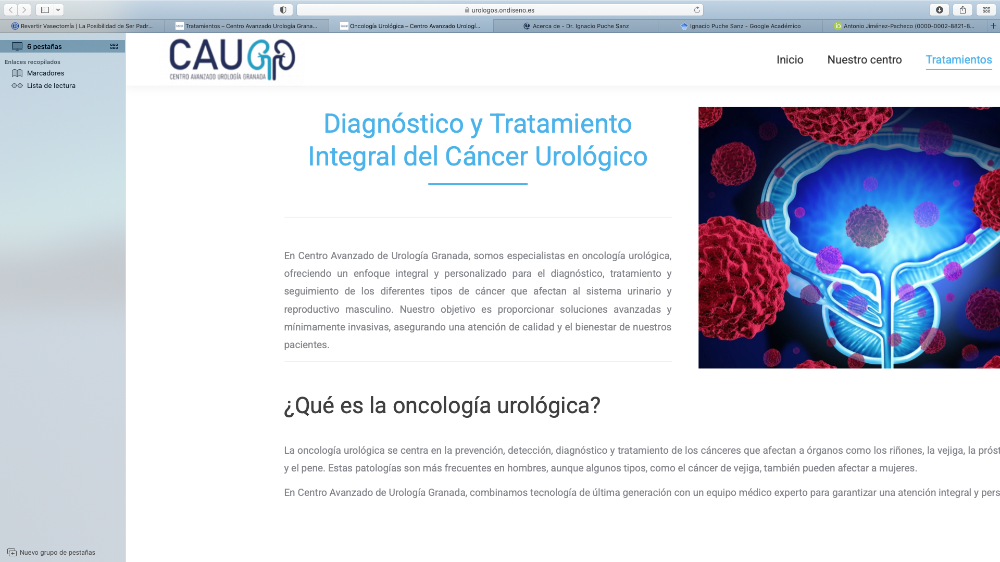 urologos.ondiseno.es
Revertir Vasectomía | La Posibilidad de Ser Padr...
Tratamientos – Centro Avanzado Urología Grana...
Oncología Urológica – Centro Avanzado Urologí...
Acerca de - Dr. Ignacio Puche Sanz
Ignacio Puche Sanz - Google Académico
iD
Antonio Jiménez-Pacheco (0000-0002-8821-8...
6 pestañas
Enlaces recopilados
Marcadores
Lista de lectura
Nuevo grupo de pestañas
CAU
CENTRO AVANZADO UROLOGÍA GRANADA
Inicio
Nuestro centro
Tratamientos
Diagnóstico y Tratamiento
Integral del Cáncer Urológico
En Centro Avanzado de Urología Granada, somos especialistas en oncología urológica,
ofreciendo un enfoque integral y personalizado para el diagnóstico, tratamiento y
seguimiento de los diferentes tipos de cáncer que afectan al sistema urinario y
reproductivo masculino. Nuestro objetivo es proporcionar soluciones avanzadas y
mínimamente invasivas, asegurando una atención de calidad y el bienestar de nuestros
pacientes.
¿Qué es la oncología urológica?
La oncología urológica se centra en la prevención, detección, diagnóstico y tratamiento de los cánceres que afectan a órganos como los riñones, la vejiga, la próst
y el pene. Estas patologías son más frecuentes en hombres, aunque algunos tipos, como el cáncer de vejiga, también pueden afectar a mujeres.
En Centro Avanzado de Urología Granada, combinamos tecnología de última generación con un equipo médico experto para garantizar una atención integral y pers